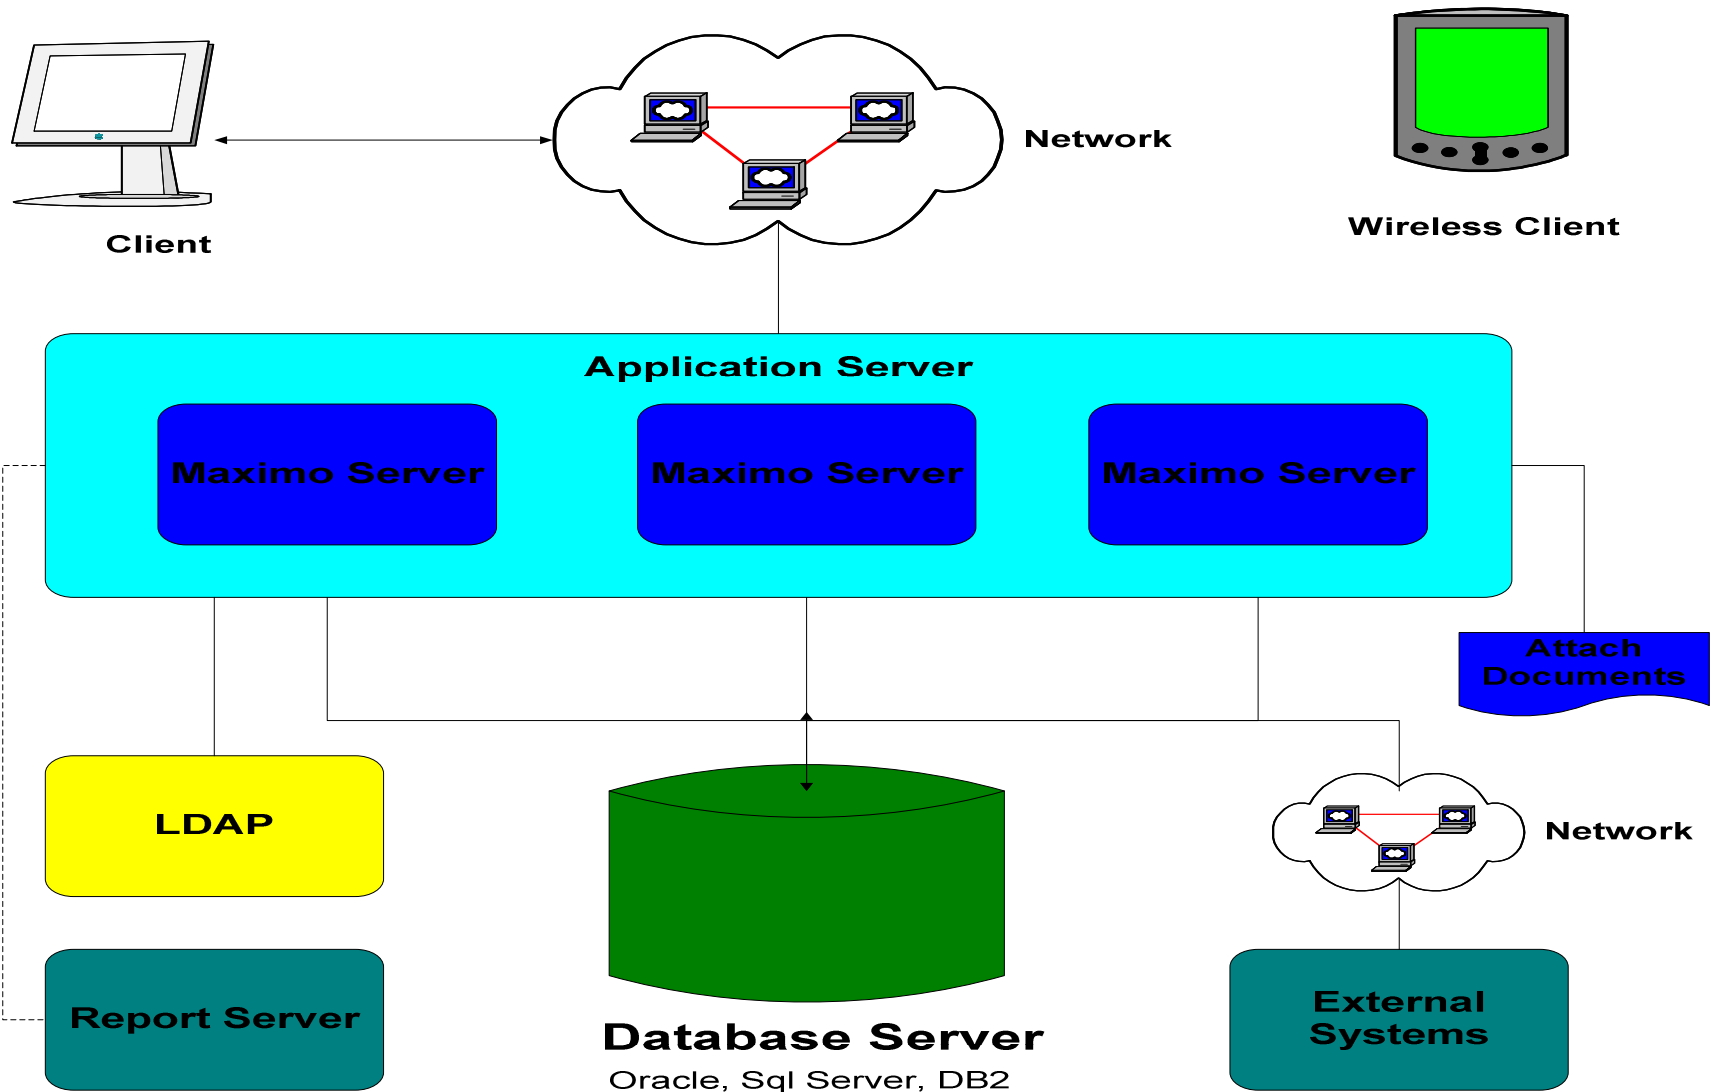 Network
Wireless Client
Client
Application Server
Maximo Server
Maximo Server
Maximo Server
Attach
Documents
LDAP
Network
Report Server
External
Systems
Database Server
Oracle, Sql Server, DB2